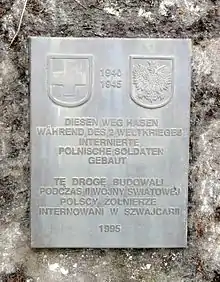 1940
1945
DIESEN WEG HABEN
WÄHREND DES 2.WELTKRIEGES
INTERNIERTE
POLNISCHE SOLDATEN
GEBAUT
TĘ DROGĘ BUDOWALI
PODCZAS II WOJNY ŚWIATOWEJ
POLSCY ŻOŁNIERZE
INTERNOWANI W SZWAJCARII
1995